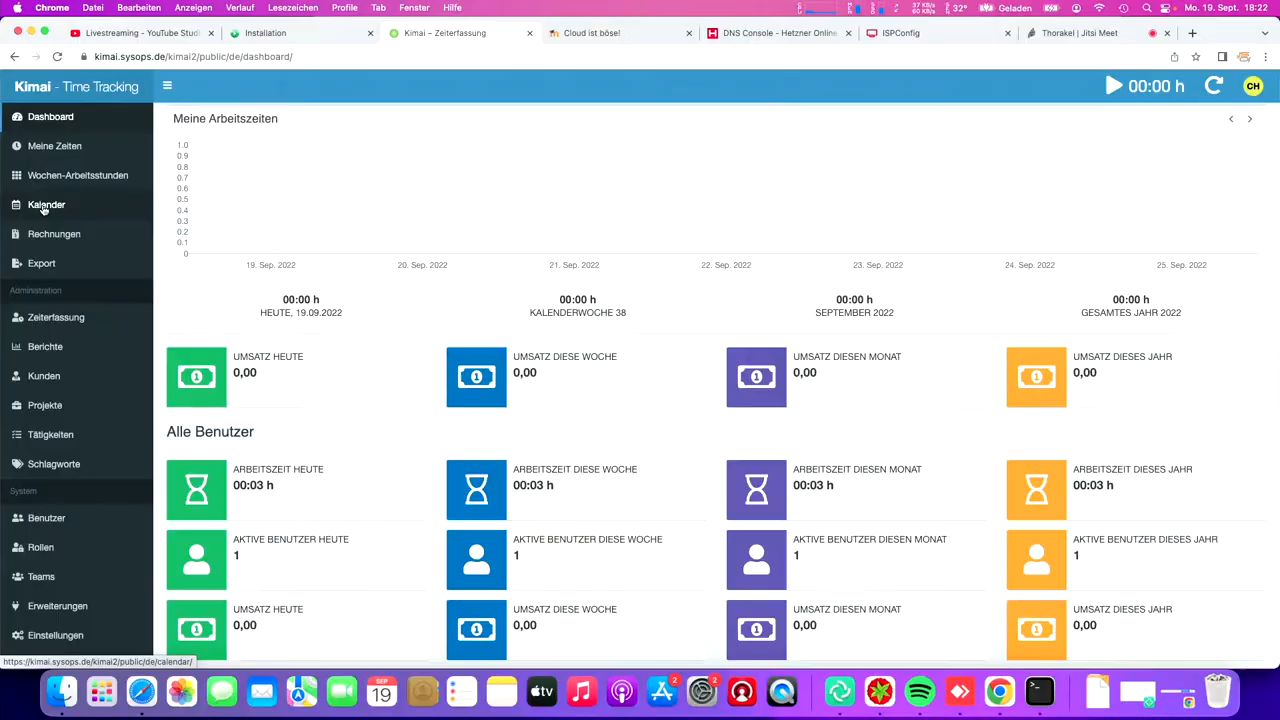 Chrome Datei Bearbeiten Anzeigen Verlauf Lesezeichen Profile Tab Fenster Hilfe 37 KB/s 60 KB/s 32° Geladen Mo. 19. Sept. 18:22
Livestreaming - YouTube Stud Installation Kimai – Zeiterfassung Cloud ist böse! DNS Console - Hetzner Online ISPConfig Thorakel | Jitsi Meet
kimai.sysops.de/kimai2/public/de/dashboard/
Kimai - Time Tracking 00:00 h CH
Dashboard
Meine Zeiten
Wochen-Arbeitsstunden
Kalender
Rechnungen
Export
Administration
Zeiterfassung
Berichte
Kunden
Projekte
Tätigkeiten
Schlagworte
System
Benutzer
Rollen
Teams
Erweiterungen
Einstellungen
https://kimai.sysops.de/kimai2/public/de/calendar/
Meine Arbeitszeiten
1.0
0.9
0.8
0.7
0.6
0.5
0.4
0.3
0.2
0.1
0
19. Sep. 2022 20. Sep. 2022 21. Sep. 2022 22. Sep. 2022 23. Sep. 2022 24. Sep. 2022 25. Sep. 2022
00:00 h 00:00 h 00:00 h 00:00 h
HEUTE, 19.09.2022 KALENDERWOCHE 38 SEPTEMBER 2022 GESAMTES JAHR 2022
UMSATZ HEUTE UMSATZ DIESE WOCHE UMSATZ DIESEN MONAT UMSATZ DIESES JAHR
0,00 0,00 0,00 0,00
Alle Benutzer
ARBEITSZEIT HEUTE ARBEITSZEIT DIESE WOCHE ARBEITSZEIT DIESEN MONAT ARBEITSZEIT DIESES JAHR
00:03 h 00:03 h 00:03 h 00:03 h
AKTIVE BENUTZER HEUTE AKTIVE BENUTZER DIESE WOCHE AKTIVE BENUTZER DIESEN MONAT AKTIVE BENUTZER DIESES JAHR
1 1 1 1
UMSATZ HEUTE UMSATZ DIESE WOCHE UMSATZ DIESEN MONAT UMSATZ DIESES JAHR
0,00 0,00 0,00 0,00
SEP
19
tv
2
2